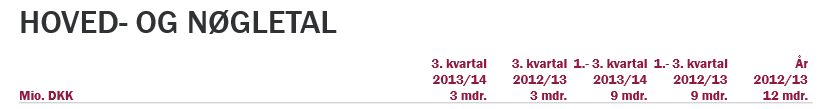 HOVED- OG NØGLETAL
3. kvartal 3. kvartal 1.- 3. kvartal 1.- 3. kvartal År
2013/14 2012/13 2013/14 2012/13 2012/13
Mio. DKK 3 mdr. 3 mdr. 9 mdr. 9 mdr. 12 mdr.